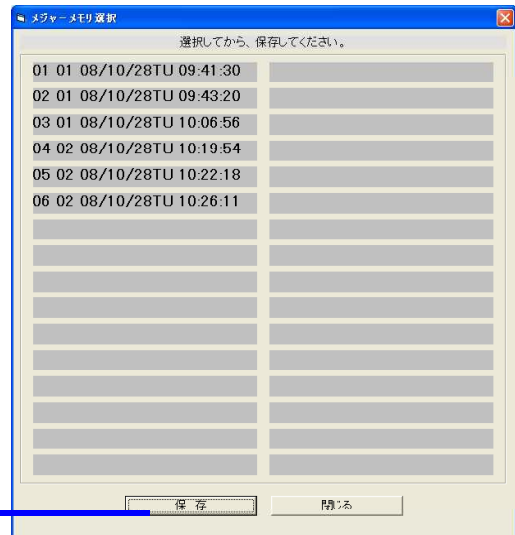 メジャーメモリ選択
選択してから、保存してください。
01 01 08/10/28TU 09:41:30
02 01 08/10/28TU 09:43:20
03 01 08/10/28TU 10:06:56
04 02 08/10/28TU 10:19:54
05 02 08/10/28TU 10:22:18
06 02 08/10/28TU 10:26:11
保 存
閉じる